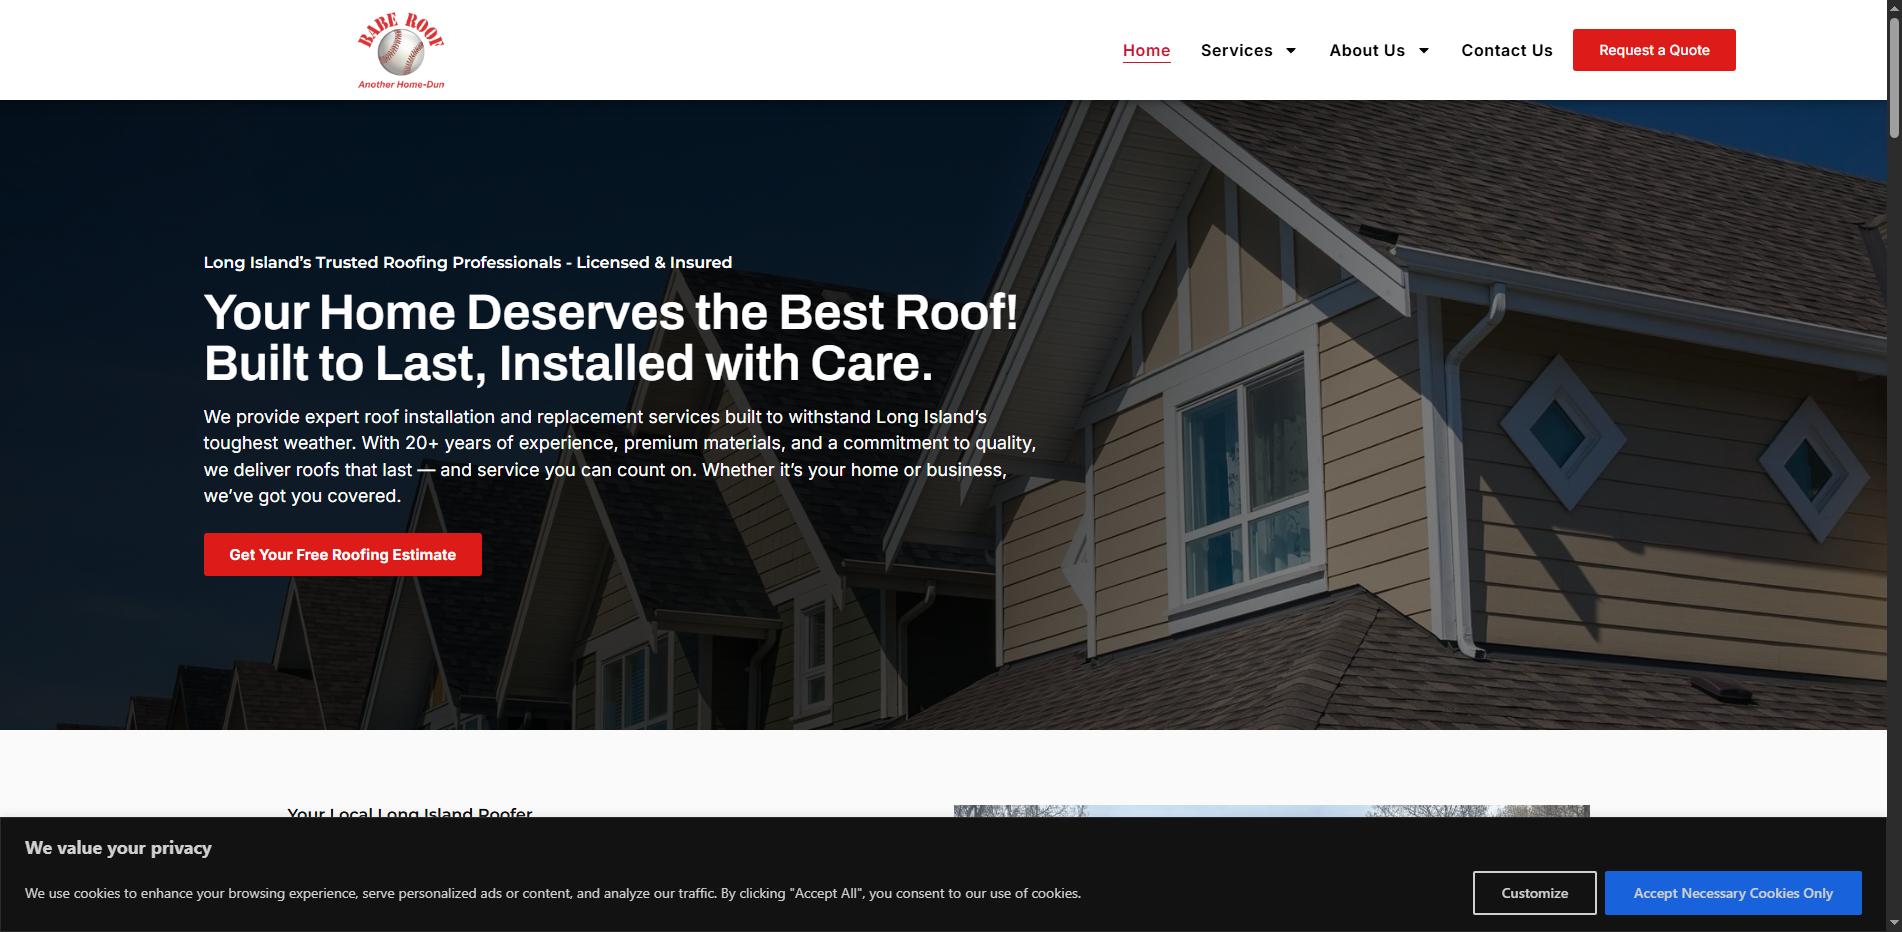 BABE ROOF
Another Home-Dun
Home
Services
About Us
Contact Us
Request a Quote
Long Island’s Trusted Roofing Professionals - Licensed & Insured
Your Home Deserves the Best Roof!
Built to Last, Installed with Care.
We provide expert roof installation and replacement services built to withstand Long Island’s
toughest weather. With 20+ years of experience, premium materials, and a commitment to quality,
we deliver roofs that last — and service you can count on. Whether it’s your home or business,
we’ve got you covered.
Get Your Free Roofing Estimate
Your Local Long Island Roofer
We value your privacy
We use cookies to enhance your browsing experience, serve personalized ads or content, and analyze our traffic. By clicking "Accept All", you consent to our use of cookies.
Customize
Accept Necessary Cookies Only